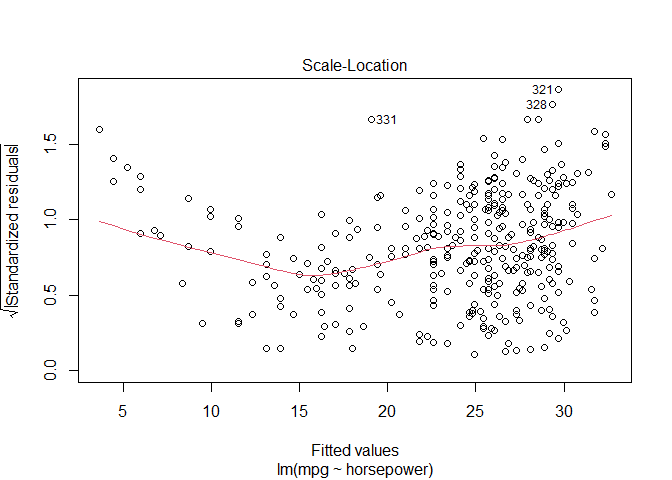 Scale-Location
√|Standardized residuals|
0.0 0.5 1.0 1.5
321
328
331
5 10 15 20 25 30
Fitted values
lm(mpg ~ horsepower)